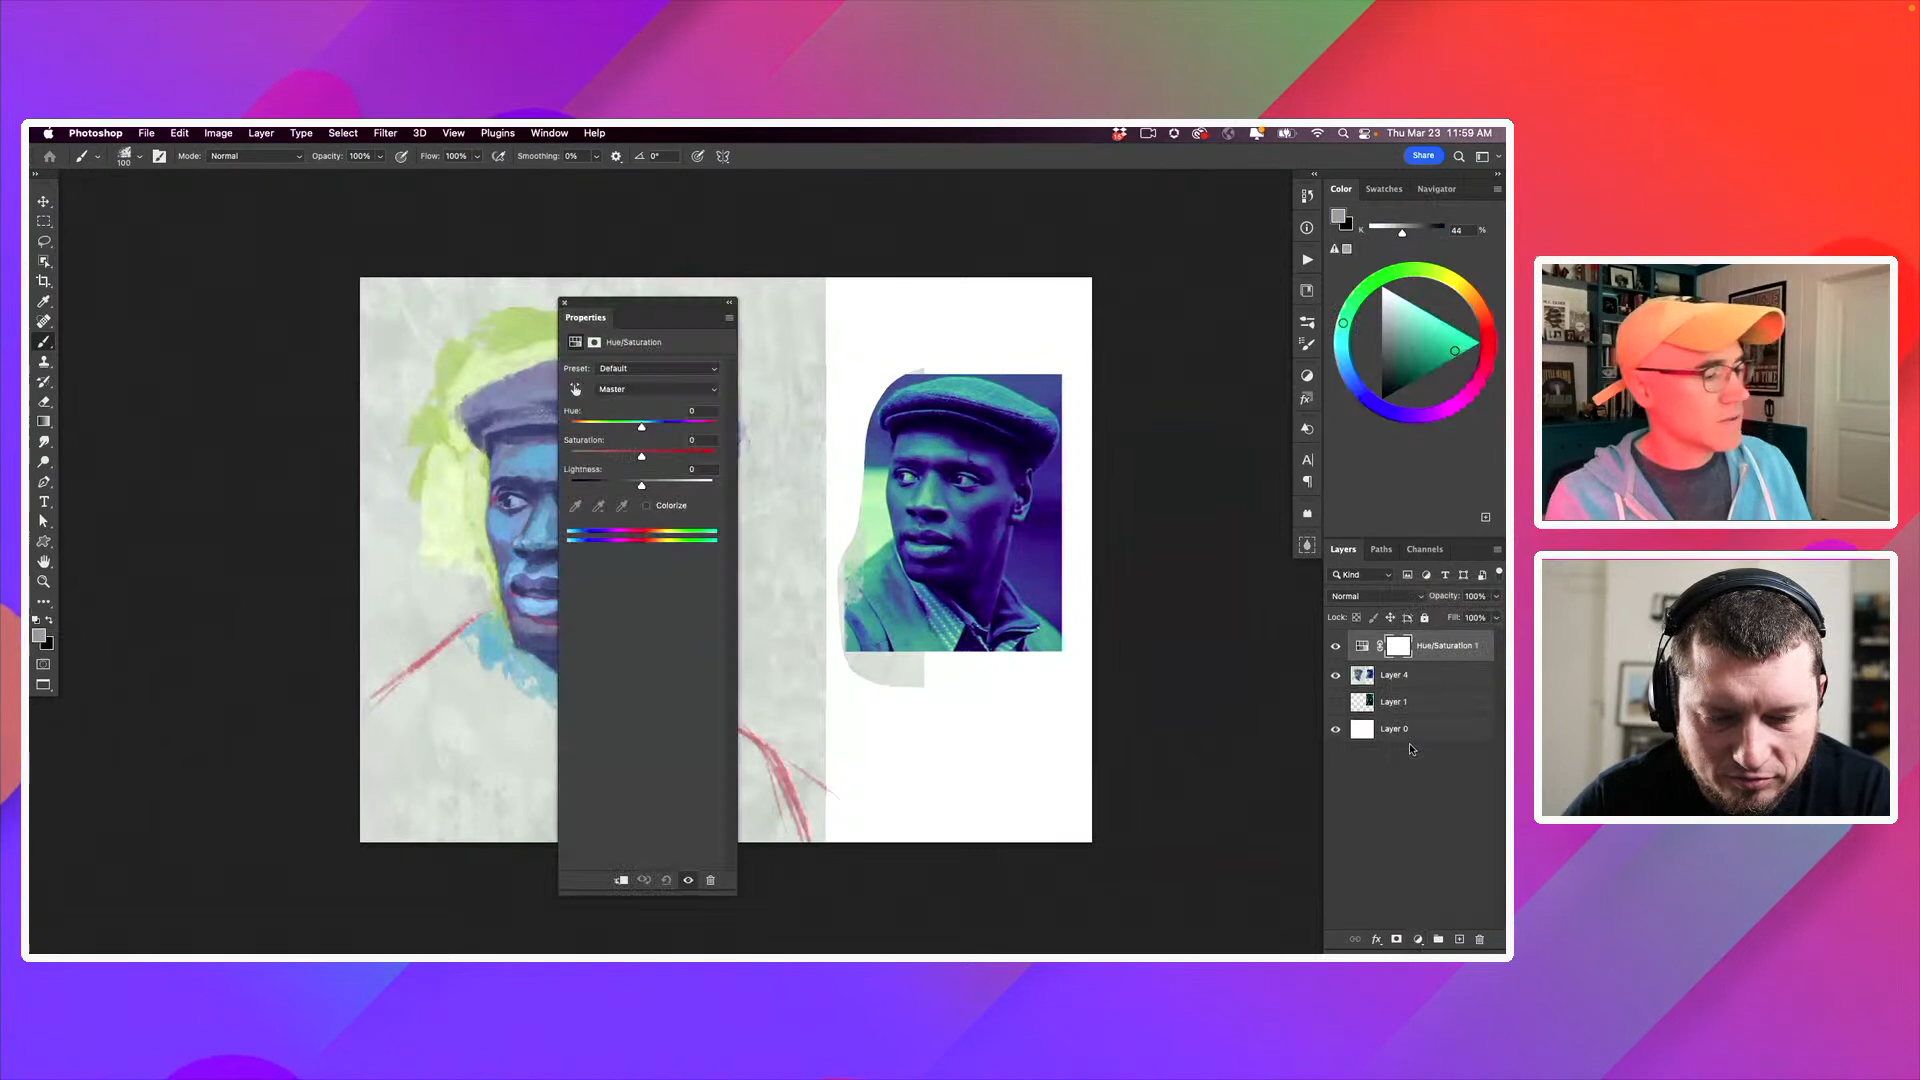 Photoshop File Edit Image Layer Type Select Filter 3D View Plugins Window Help
Thu Mar 23 11:59 AM
100
Mode: Normal
Opacity: 100%
Flow: 100%
Smoothing: 0%
0°
Share
Color Swatches Navigator
K
44 %
Properties
Hue/Saturation
Preset: Default
Master
Hue: 0
Saturation: 0
Lightness: 0
Colorize
Layers Paths Channels
Kind
Normal
Opacity: 100%
Lock:
Fill: 100%
Hue/Saturation 1
Layer 4
Layer 1
Layer 0
fx